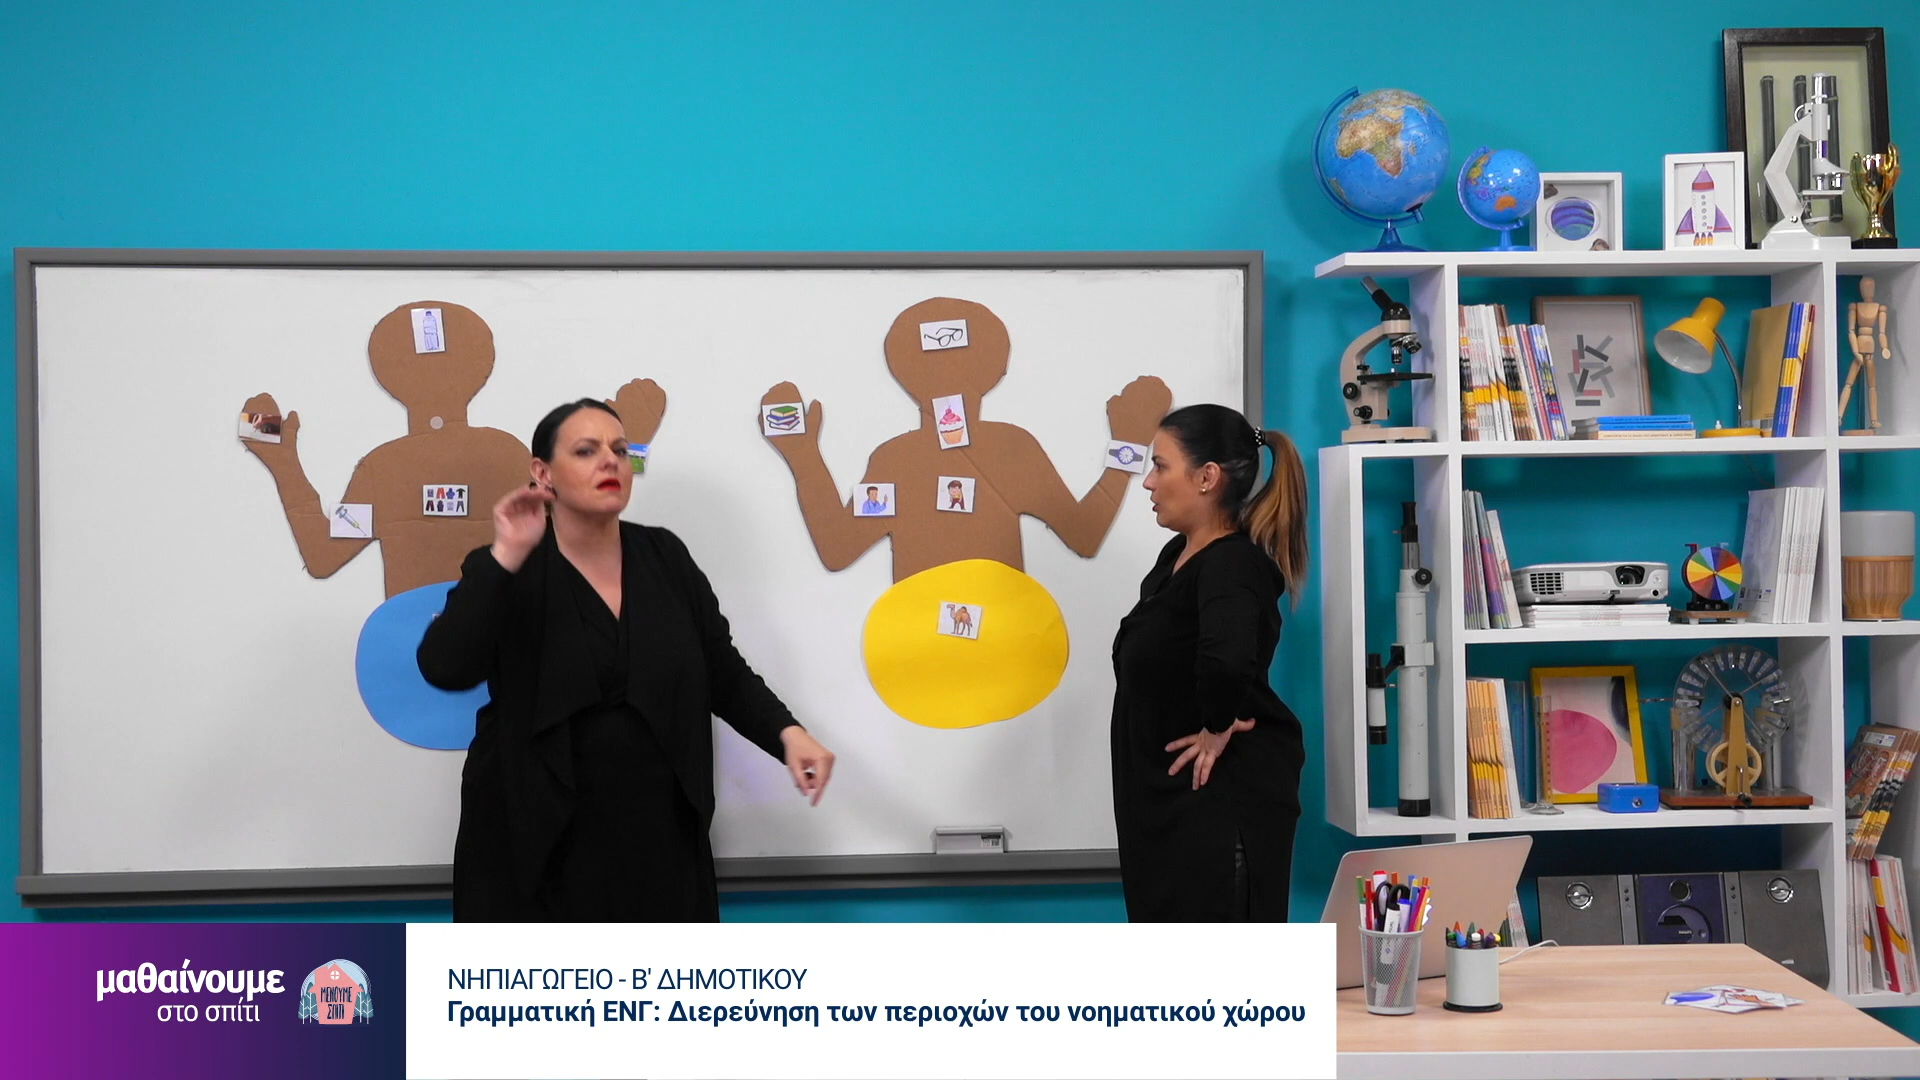 μαθαίνουμε
στο σπίτι
ΜΕΝΟΥΜΕ
ΣΠΙΤΙ
ΝΗΠΙΑΓΩΓΕΙΟ - Β' ΔΗΜΟΤΙΚΟΥ
Γραμματική ΕΝΓ: Διερεύνηση των περιοχών του νοηματικού χώρου